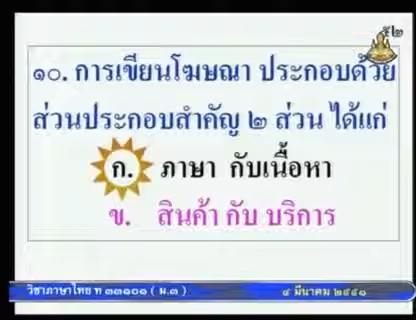 ๕๒
๑๐. การเขียนโฆษณา ประกอบด้วย
ส่วนประกอบสำคัญ ๒ ส่วน ได้แก่
ก. ภาษา กับเนื้อหา
ข. สินค้า กับ บริการ
วิชาภาษาไทย ท ๓๓๑๐๑ ( ม.๓ ) ๔ มีนาคม ๒๕๕๑